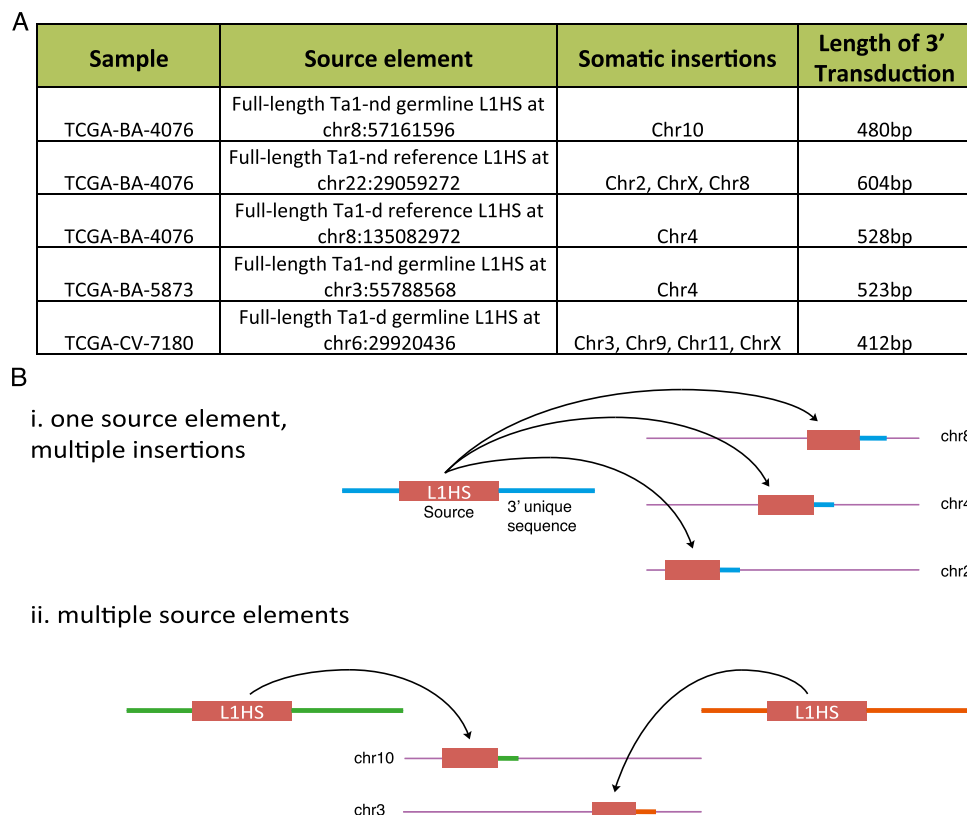 A
Sample
Source element
Somatic insertions
Length of 3’
Transduction
TCGA-BA-4076
Full-length Ta1-nd germline L1HS at
chr8:57161596
Chr10
480bp
TCGA-BA-4076
Full-length Ta1-nd reference L1HS at
chr22:29059272
Chr2, ChrX, Chr8
604bp
TCGA-BA-4076
Full-length Ta1-d reference L1HS at
chr8:135082972
Chr4
528bp
TCGA-BA-5873
Full-length Ta1-nd germline L1HS at
chr3:55788568
Chr4
523bp
TCGA-CV-7180
Full-length Ta1-d germline L1HS at
chr6:29920436
Chr3, Chr9, Chr11, ChrX
412bp
B
i. one source element,
multiple insertions
L1HS
Source
3’ unique
sequence
chr8
chr4
chr2
ii. multiple source elements
L1HS
L1HS
chr10
chr3